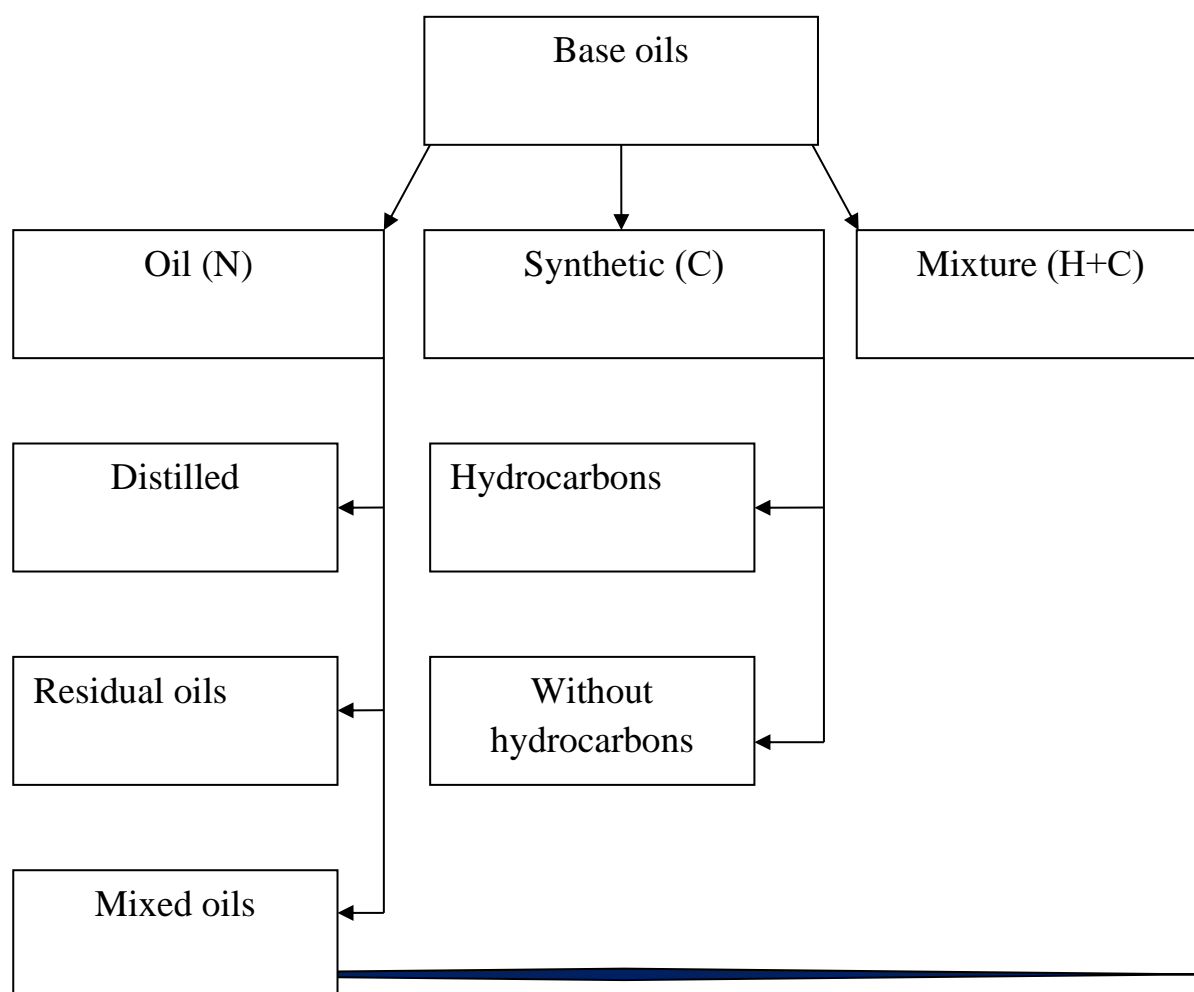 Base oils
Oil (N)
Synthetic (C)
Mixture (H+C)
Distilled
Hydrocarbons
Residual oils
Without
hydrocarbons
Mixed oils